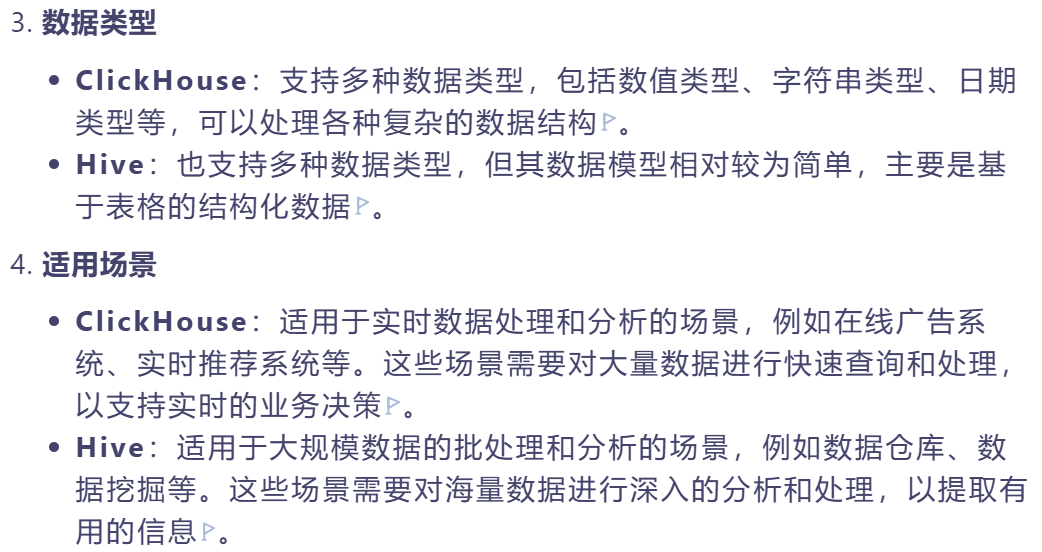 3. 数据类型
• ClickHouse：支持多种数据类型，包括数值类型、字符串类型、日期
类型等，可以处理各种复杂的数据结构。
• Hive：也支持多种数据类型，但其数据模型相对较为简单，主要是基
于表格的结构化数据。
4. 适用场景
• ClickHouse：适用于实时数据处理和分析的场景，例如在线广告系
统、实时推荐系统等。这些场景需要对大量数据进行快速查询和处理，
以支持实时的业务决策。
• Hive：适用于大规模数据的批处理和分析的场景，例如数据仓库、数
据挖掘等。这些场景需要对海量数据进行深入的分析和处理，以提取有
用的信息。